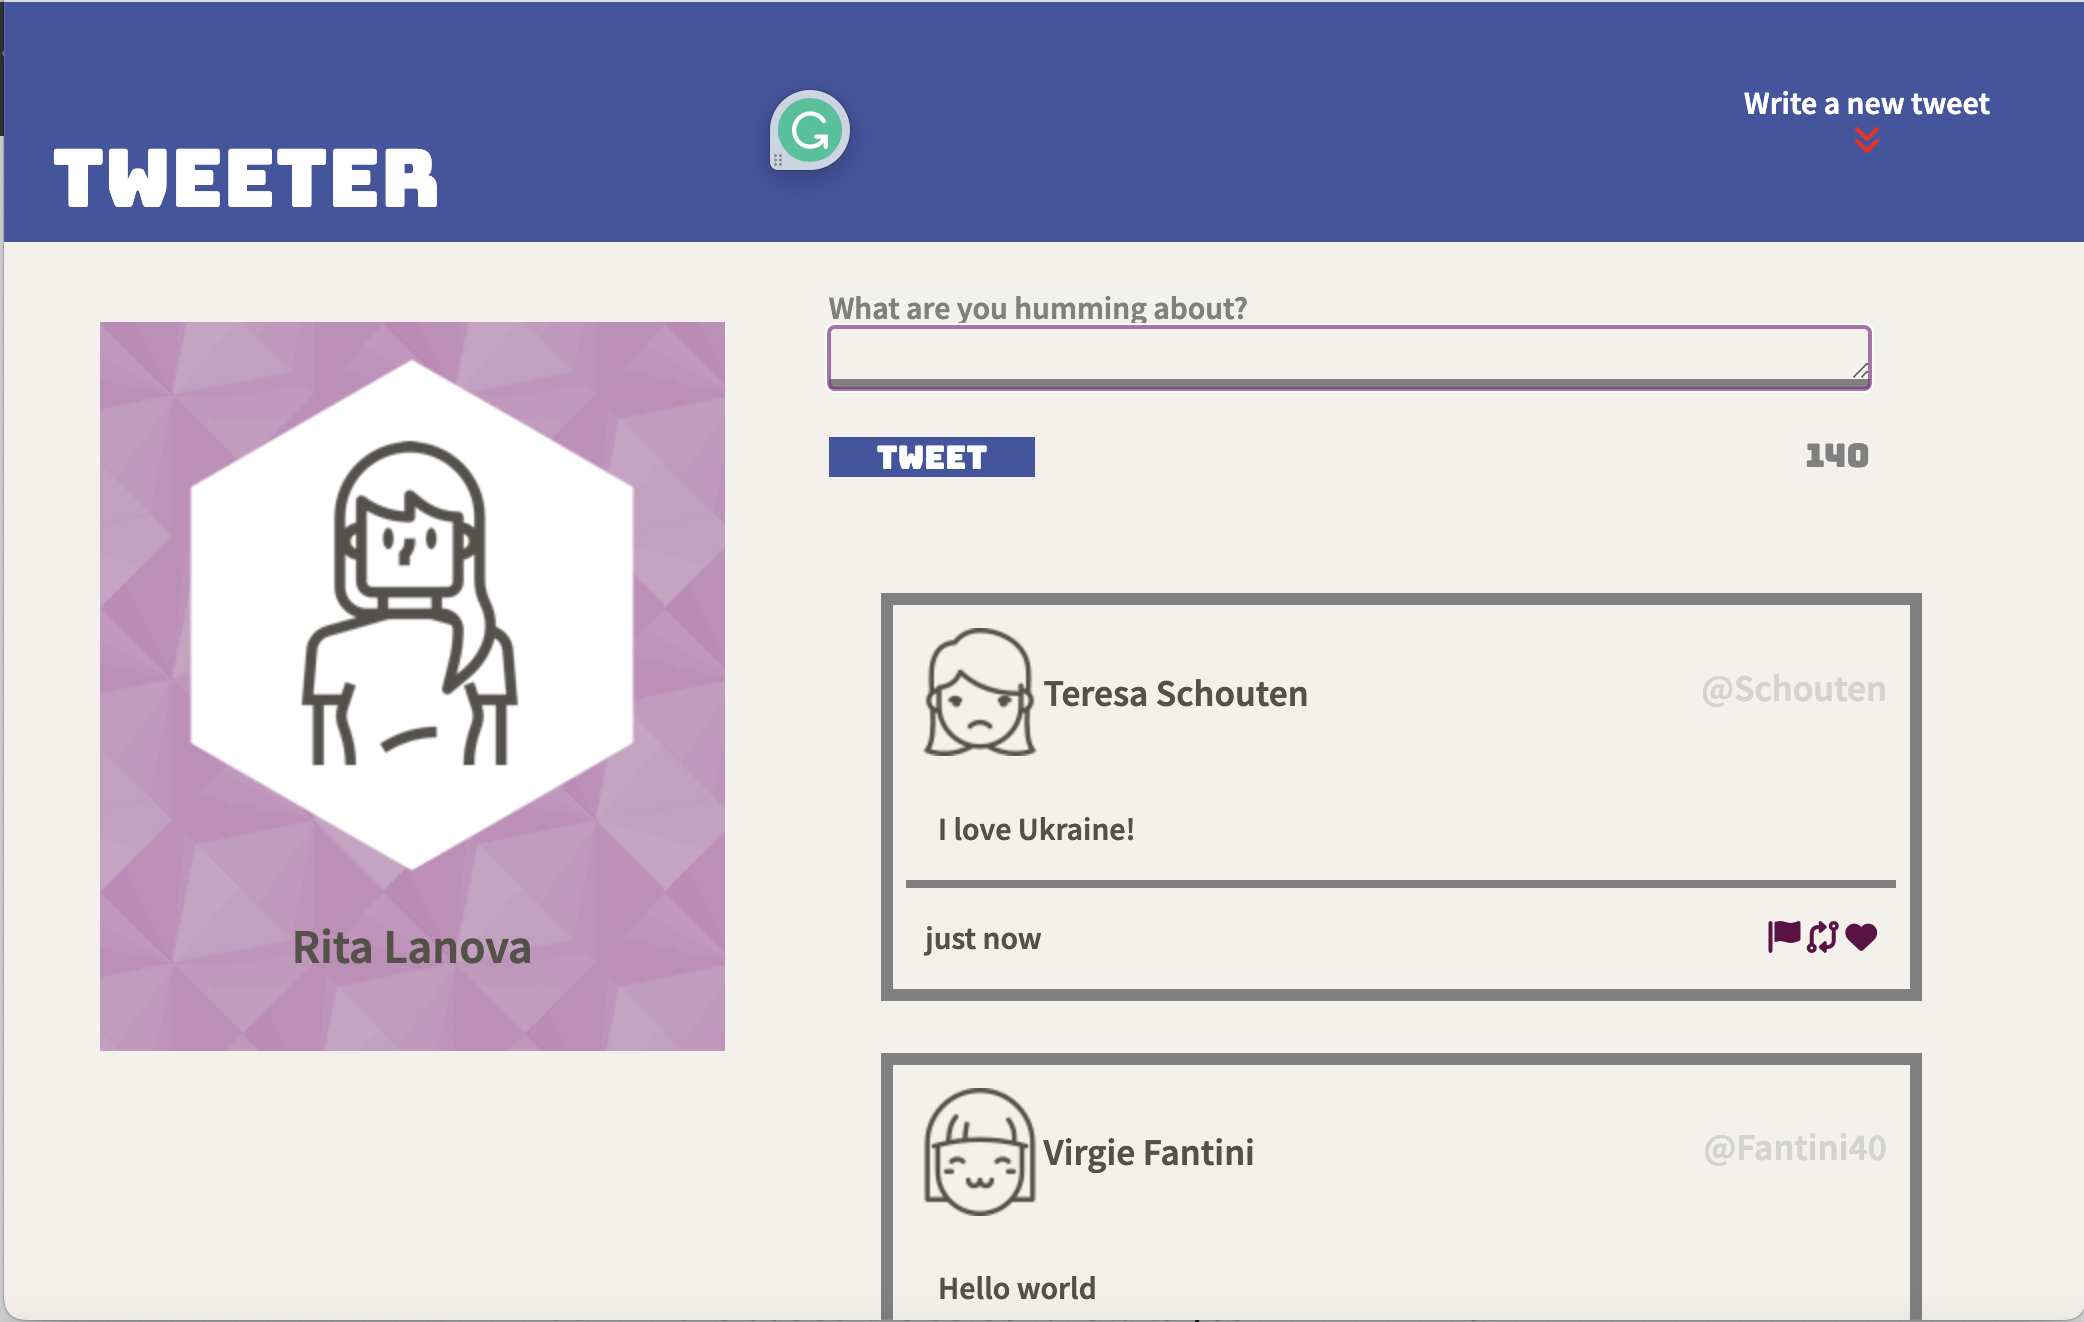 Write a new tweet
TWEETER
What are you humming about?
TWEET
140
Rita Lanova
Teresa Schouten
@Schouten
I love Ukraine!
just now
Virgie Fantini
@Fantini40
Hello world